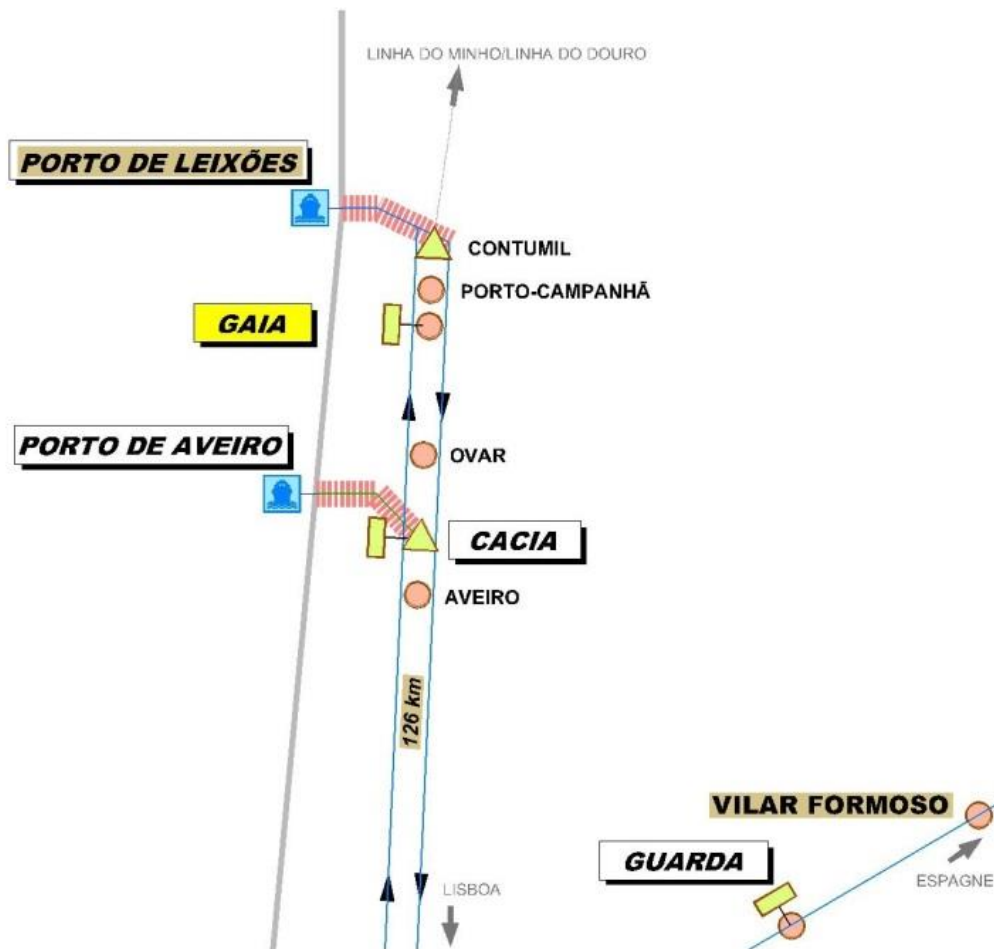 LINHA DO MINHO/LINHA DO DOURO
PORTO DE LEIXÕES
CONTUMIL
PORTO-CAMPANHÃ
GAIA
PORTO DE AVEIRO
OVAR
CACIA
AVEIRO
126 km
VILAR FORMOSO
GUARDA
ESPAGNE
LISBOA